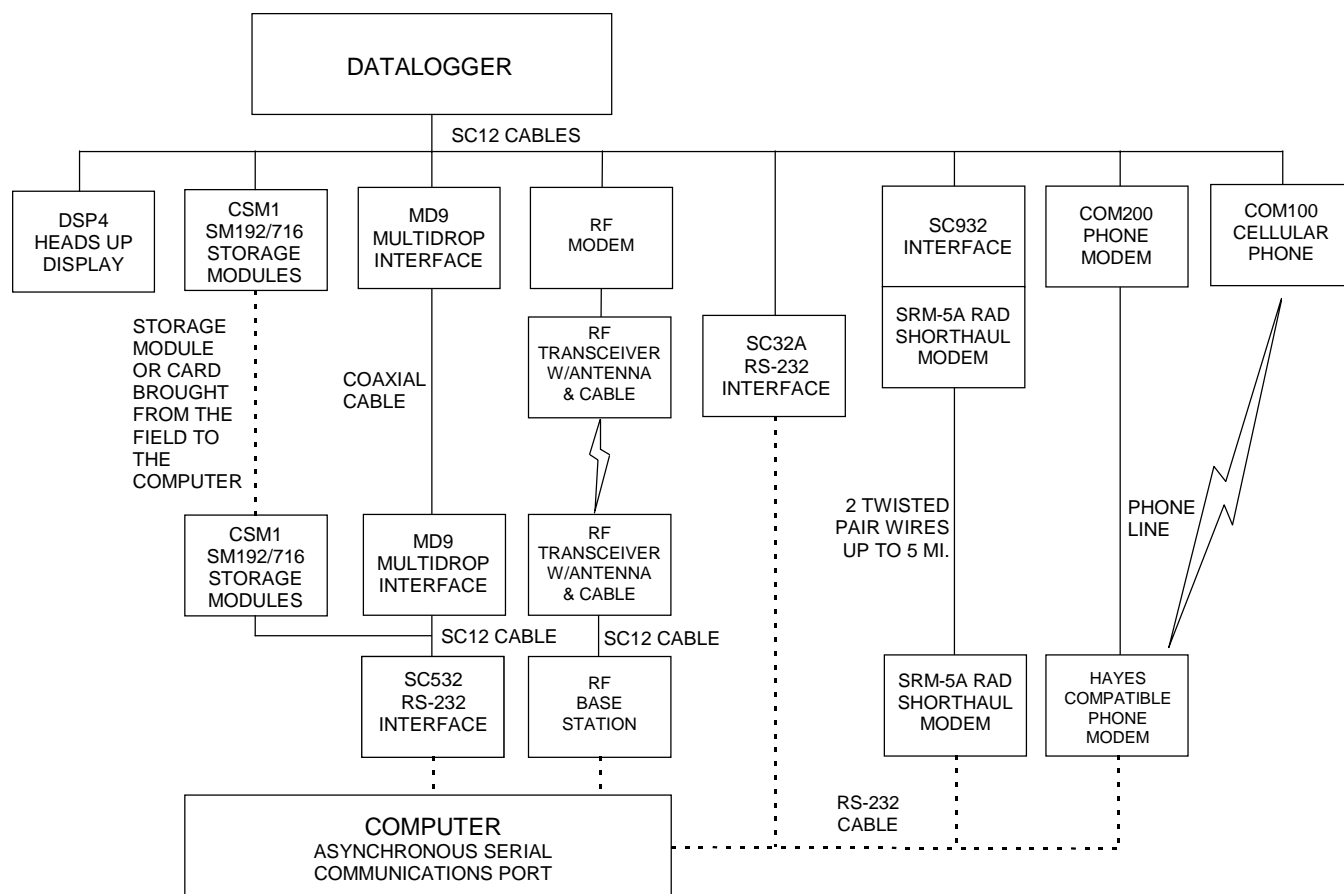 DATALOGGER
SC12 CABLES
DSP4
HEADS UP
DISPLAY
CSM1
SM192/716
STORAGE
MODULES
MD9
MULTIDROP
INTERFACE
RF
MODEM
SC932
INTERFACE
COM200
PHONE
MODEM
COM100
CELLULAR
PHONE
STORAGE
MODULE
OR CARD
BROUGHT
FROM THE
FIELD TO
THE
COMPUTER
COAXIAL
CABLE
RF
TRANSCEIVER
W/ANTENNA
& CABLE
SC32A
RS-232
INTERFACE
SRM-5A RAD
SHORTHAUL
MODEM
2 TWISTED
PAIR WIRES
UP TO 5 MI.
PHONE
LINE
CSM1
SM192/716
STORAGE
MODULES
MD9
MULTIDROP
INTERFACE
RF
TRANSCEIVER
W/ANTENNA
& CABLE
SC12 CABLE
SC12 CABLE
SC532
RS-232
INTERFACE
RF
BASE
STATION
SRM-5A RAD
SHORTHAUL
MODEM
HAYES
COMPATIBLE
PHONE
MODEM
RS-232
CABLE
COMPUTER
ASYNCHRONOUS SERIAL
COMMUNICATIONS PORT